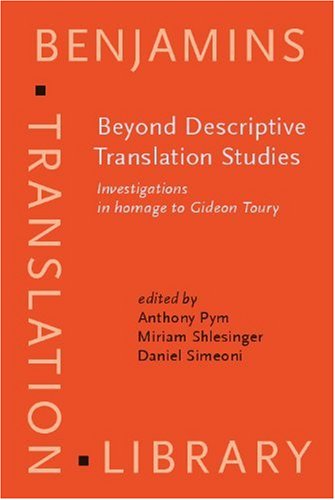 BENJAMINS
TRANSLATION
LIBRARY
Beyond Descriptive
Translation Studies
Investigations
in homage to Gideon Toury
edited by
Anthony Pym
Miriam Shlesinger
Daniel Simeoni